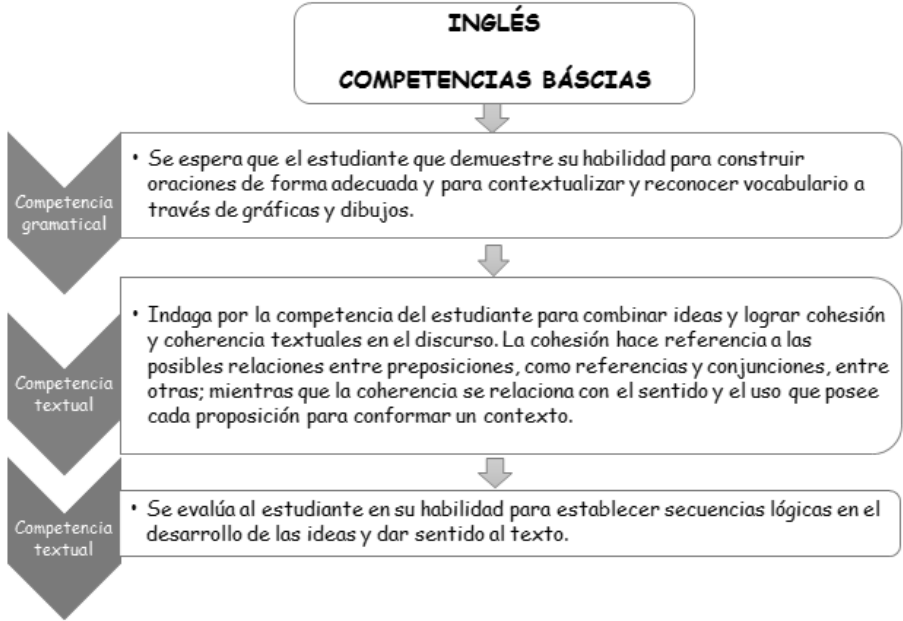 INGLÉS
COMPETENCIAS BÁSCIAS
Competencia
gramatical
• Se espera que el estudiante que demuestre su habilidad para construir
oraciones de forma adecuada y para contextualizar y reconocer vocabulario a
través de gráficas y dibujos.
Competencia
textual
• Indaga por la competencia del estudiante para combinar ideas y lograr cohesión
y coherencia textuales en el discurso. La cohesión hace referencia a las
posibles relaciones entre preposiciones, como referencias y conjunciones, entre
otras; mientras que la coherencia se relaciona con el sentido y el uso que posee
cada proposición para conformar un contexto.
Competencia
textual
• Se evalúa al estudiante en su habilidad para establecer secuencias lógicas en el
desarrollo de las ideas y dar sentido al texto.